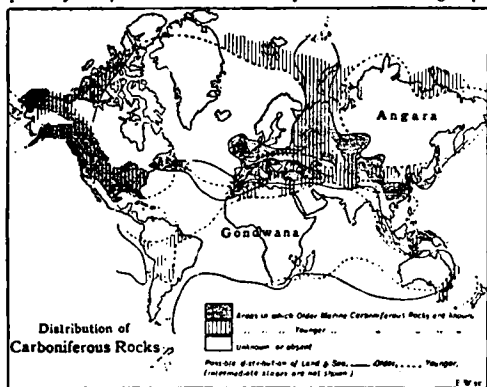 Angara
Gondwana
Distribution of
Carboniferous Rocks
Areas in which Older Marine Carboniferous Rocks are known
.. .. .. Younger .. .. .. ..
Unknown or absent
Possible distribution of Land & Sea, Older, Younger,
(intermediate stages are not shown)